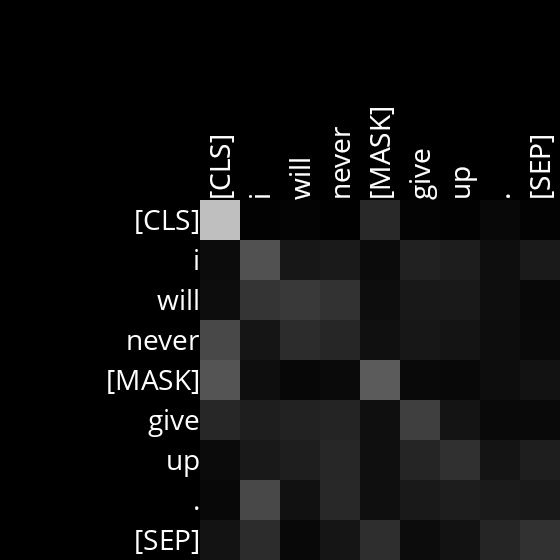 [CLS] i will never [MASK] give up . [SEP]
[CLS]
i
will
never
[MASK]
give
up
.
[SEP]